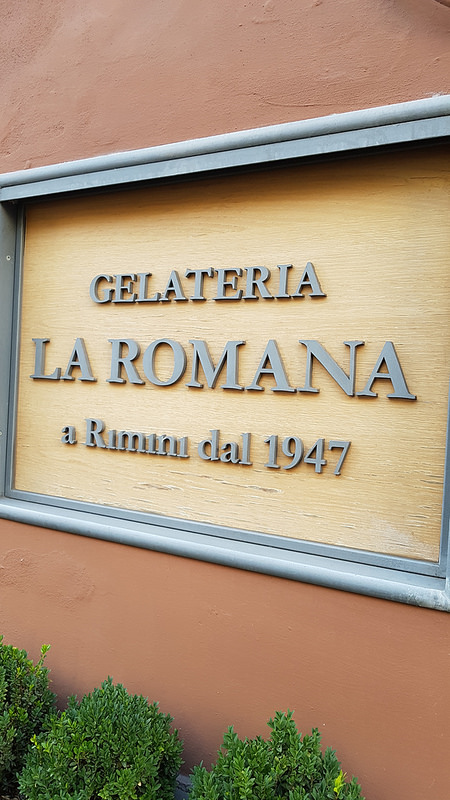 GELATERIA
LA ROMANA
a Rimini dal 1947